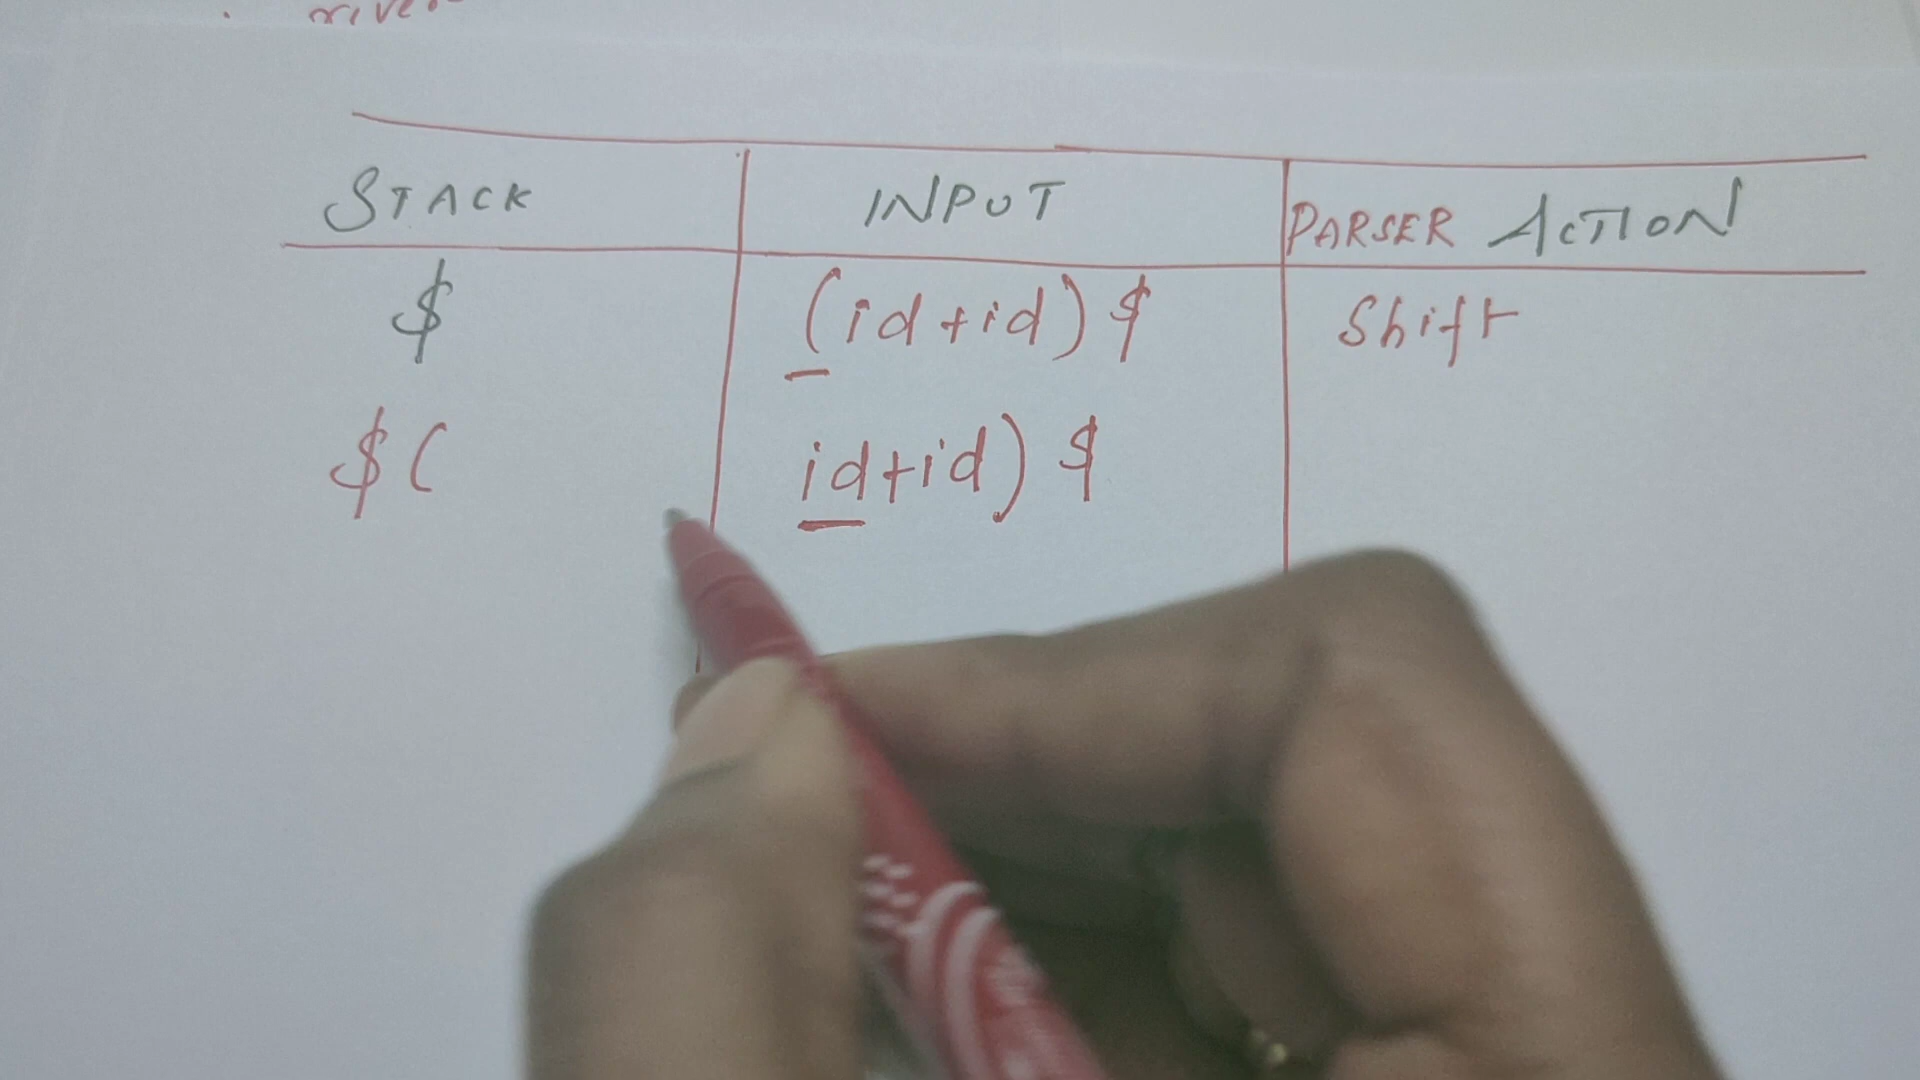 STACK INPUT PARSER ACTION
$ (id+id)$ Shift
$( id+id)$